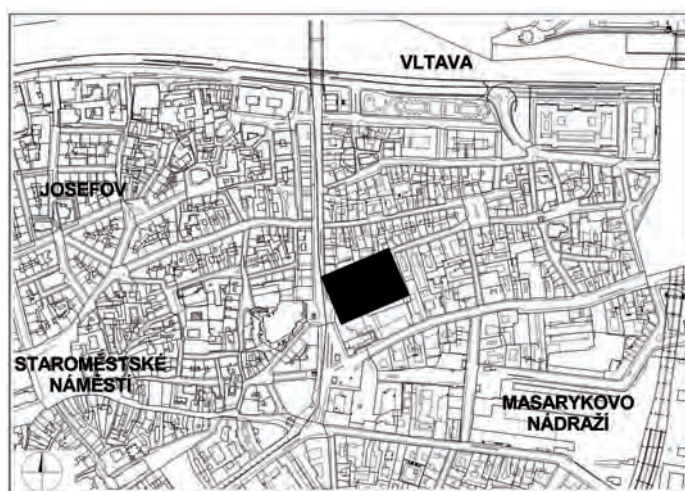 VLTAVA
JOSEFOV
STAROMĚSTSKÉ
NÁMĚSTÍ
MASARYKOVO
NÁDRAŽÍ